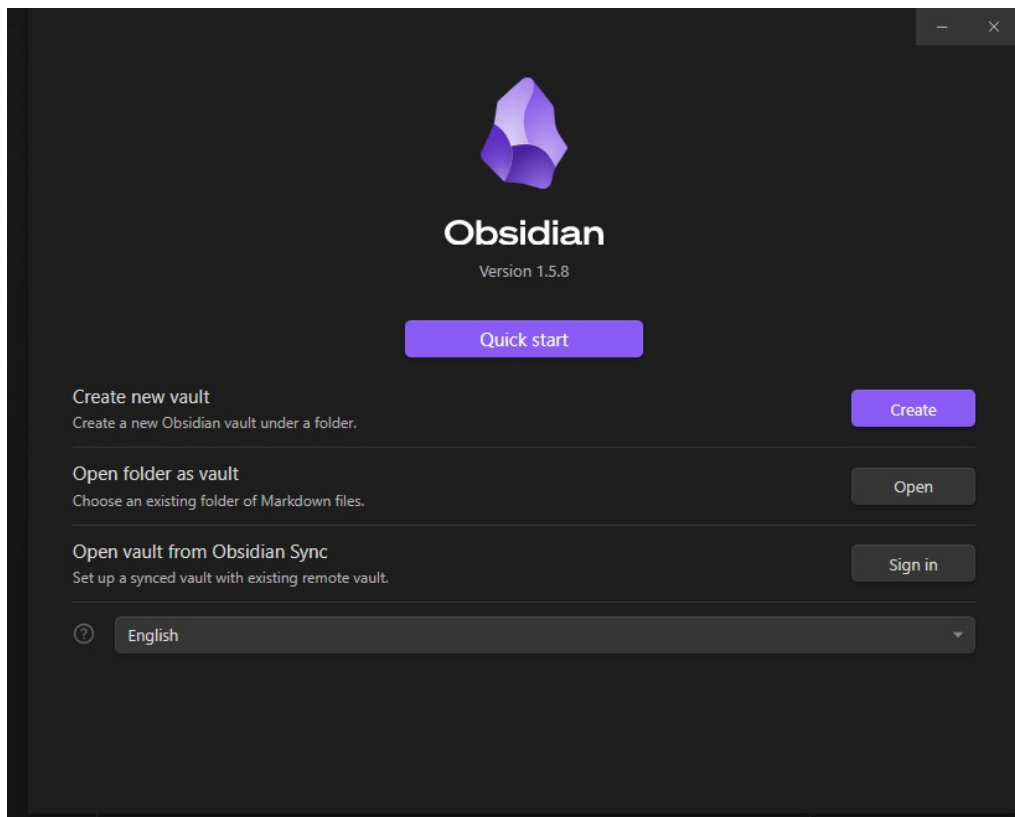 Obsidian
Version 1.5.8
Quick start
Create new vault
Create a new Obsidian vault under a folder.
Create
Open folder as vault
Choose an existing folder of Markdown files.
Open
Open vault from Obsidian Sync
Set up a synced vault with existing remote vault.
Sign in
?
English